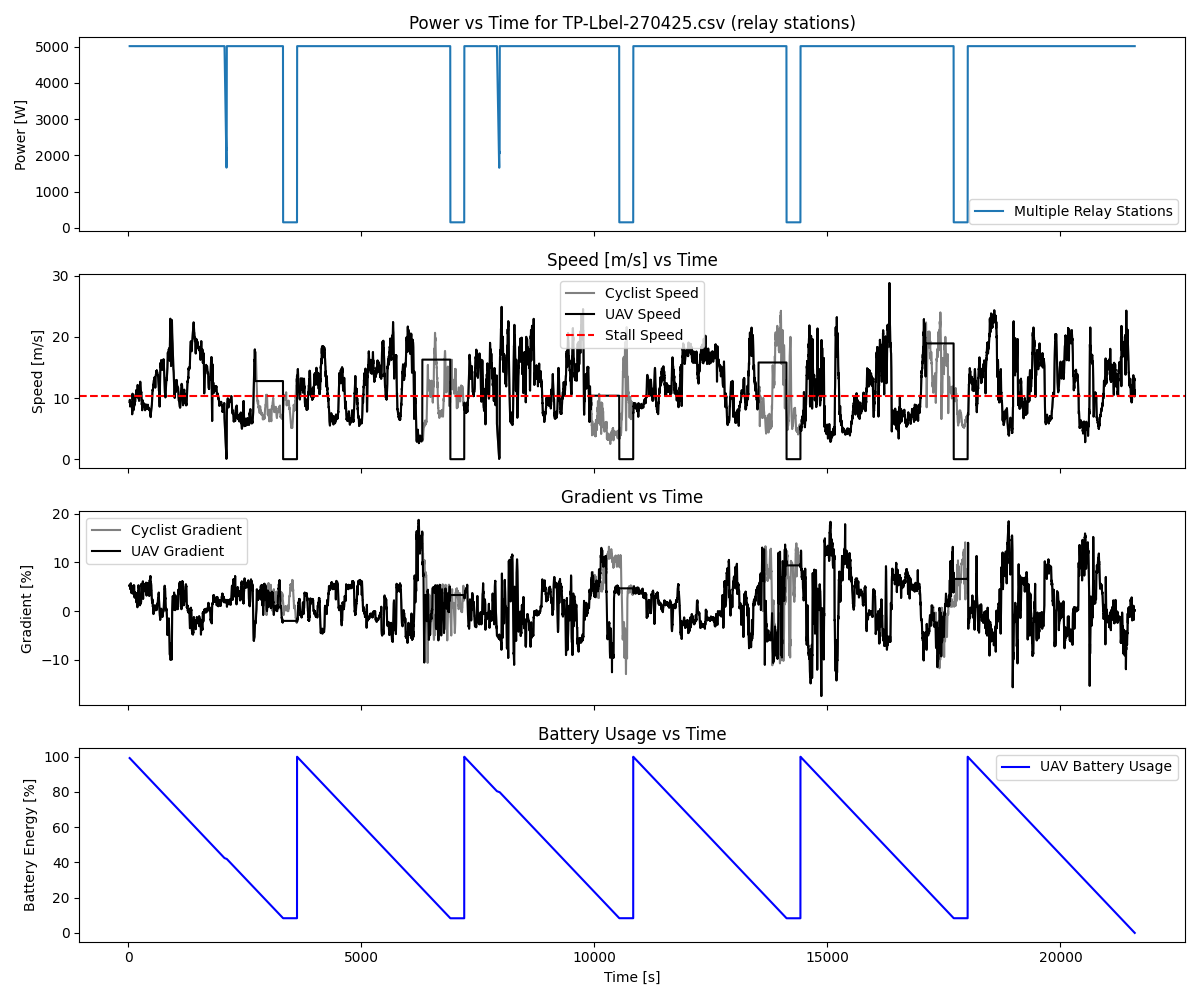 Power vs Time for TP-Lbel-270425.csv (relay stations)
Power [W]
5000
4000
3000
2000
1000
0
Multiple Relay Stations
Speed [m/s] vs Time
Speed [m/s]
30
20
10
0
Cyclist Speed
UAV Speed
Stall Speed
Gradient vs Time
Gradient [%]
20
10
0
−10
Cyclist Gradient
UAV Gradient
Battery Usage vs Time
Battery Energy [%]
100
80
60
40
20
0
UAV Battery Usage
0 5000 10000 15000 20000
Time [s]